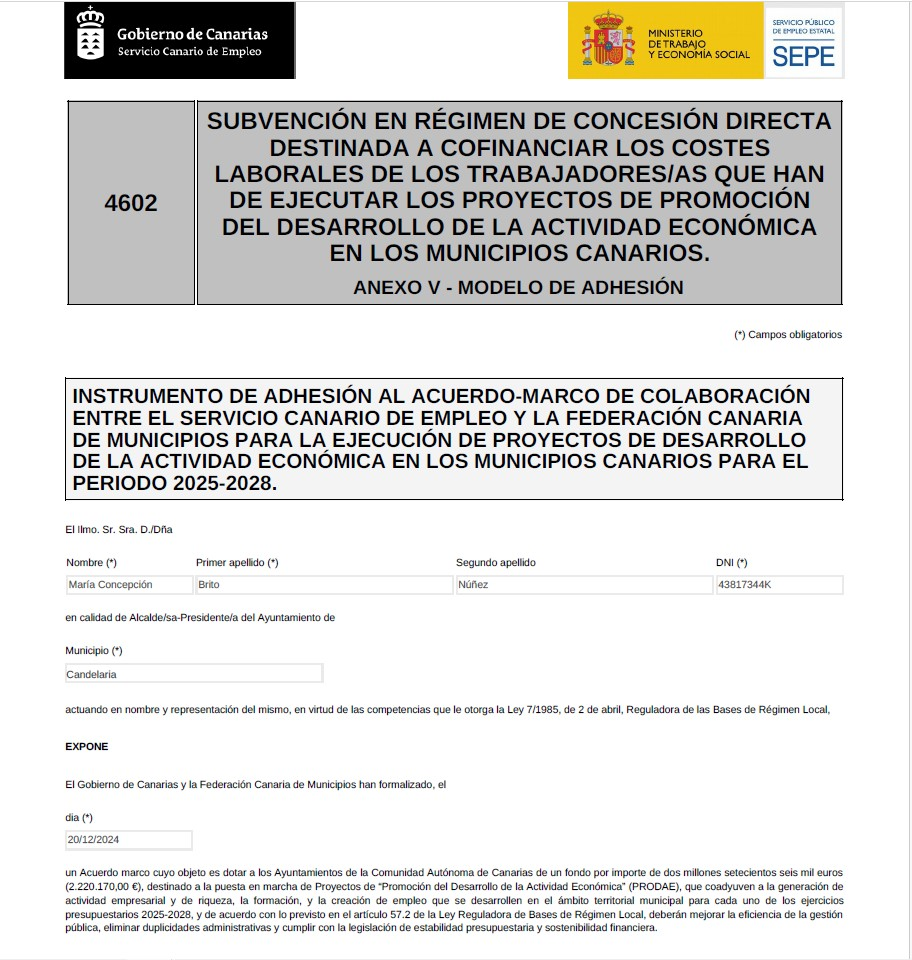 Gobierno de Canarias
Servicio Canario de Empleo
MINISTERIO
DE TRABAJO
Y ECONOMÍA SOCIAL
SERVICIO PÚBLICO
DE EMPLEO ESTATAL
SEPE
4602
SUBVENCIÓN EN RÉGIMEN DE CONCESIÓN DIRECTA
DESTINADA A COFINANCIAR LOS COSTES
LABORALES DE LOS TRABAJADORES/AS QUE HAN
DE EJECUTAR LOS PROYECTOS DE PROMOCIÓN
DEL DESARROLLO DE LA ACTIVIDAD ECONÓMICA
EN LOS MUNICIPIOS CANARIOS.
ANEXO V - MODELO DE ADHESIÓN
(*) Campos obligatorios
INSTRUMENTO DE ADHESIÓN AL ACUERDO-MARCO DE COLABORACIÓN
ENTRE EL SERVICIO CANARIO DE EMPLEO Y LA FEDERACIÓN CANARIA
DE MUNICIPIOS PARA LA EJECUCIÓN DE PROYECTOS DE DESARROLLO
DE LA ACTIVIDAD ECONÓMICA EN LOS MUNICIPIOS CANARIOS PARA EL
PERIODO 2025-2028.
El Ilmo. Sr. Sra. D./Dña
Nombre (*) Primer apellido (*) Segundo apellido DNI (*)
María Concepción Brito Núñez 43817344K
en calidad de Alcalde/sa-Presidente/a del Ayuntamiento de
Municipio (*)
Candelaria
actuando en nombre y representación del mismo, en virtud de las competencias que le otorga la Ley 7/1985, de 2 de abril, Reguladora de las Bases de Régimen Local,
EXPONE
El Gobierno de Canarias y la Federación Canaria de Municipios han formalizado, el
dia (*)
20/12/2024
un Acuerdo marco cuyo objeto es dotar a los Ayuntamientos de la Comunidad Autónoma de Canarias de un fondo por importe de dos millones setecientos seis mil euros
(2.220.170,00 €), destinado a la puesta en marcha de Proyectos de “Promoción del Desarrollo de la Actividad Económica” (PRODAE), que coadyuven a la generación de
actividad empresarial y de riqueza, la formación, y la creación de empleo que se desarrollen en el ámbito territorial municipal para cada uno de los ejercicios
presupuestarios 2025-2028, y de acuerdo con lo previsto en el artículo 57.2 de la Ley Reguladora de Bases de Régimen Local, deberán mejorar la eficiencia de la gestión
pública, eliminar duplicidades administrativas y cumplir con la legislación de estabilidad presupuestaria y sostenibilidad financiera.